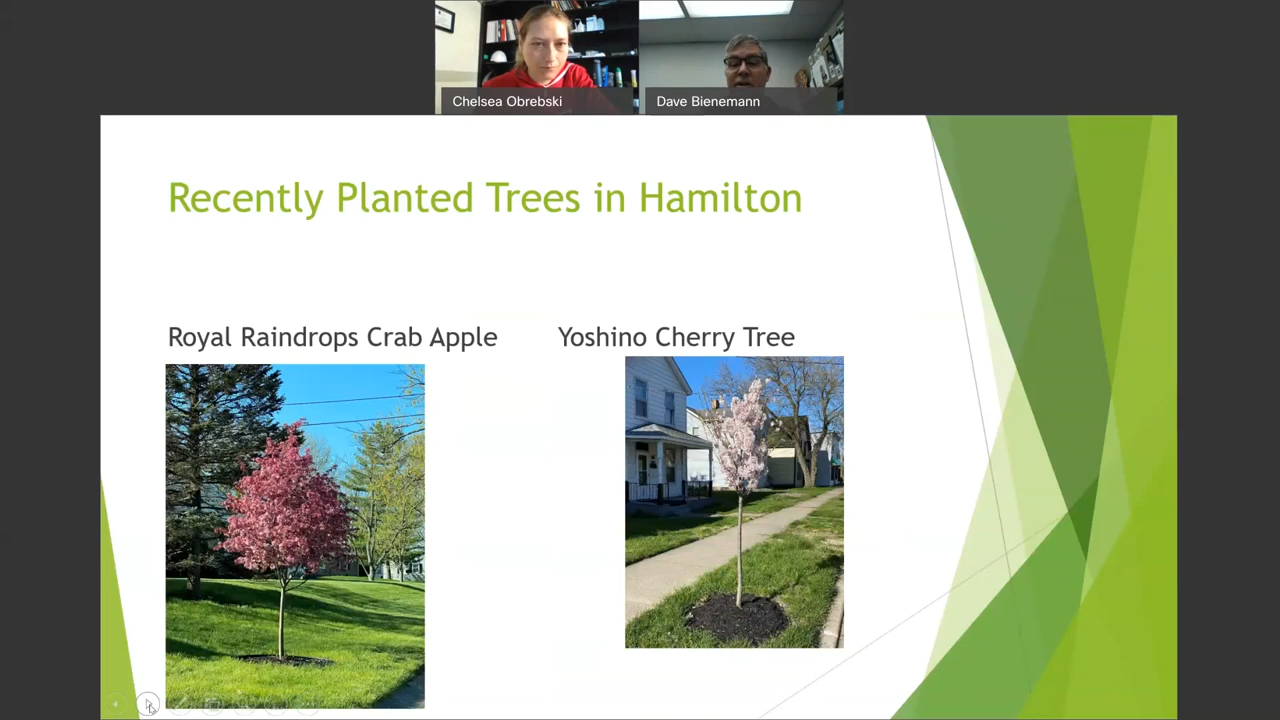 Chelsea Obrebski
Dave Bienemann
Recently Planted Trees in Hamilton
Royal Raindrops Crab Apple
Yoshino Cherry Tree